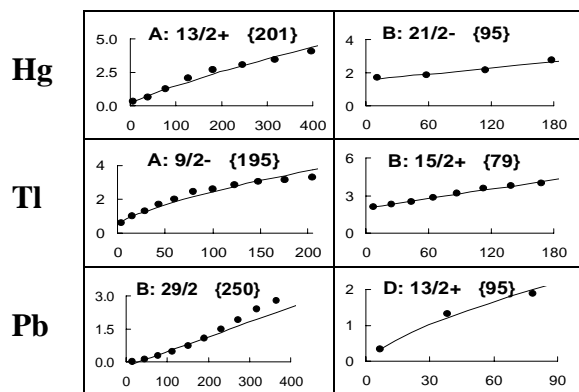 Hg
A: 13/2+ {201}
5.0
2.5
0.0
0 100 200 300 400
B: 21/2- {95}
4
2
0
0 60 120 180
Tl
A: 9/2- {195}
4
2
0
0 50 100 150 200
B: 15/2+ {79}
6
3
0
0 60 120 180
Pb
B: 29/2 {250}
3.0
1.5
0.0
0 100 200 300 400
D: 13/2+ {95}
2
1
0
0 30 60 90